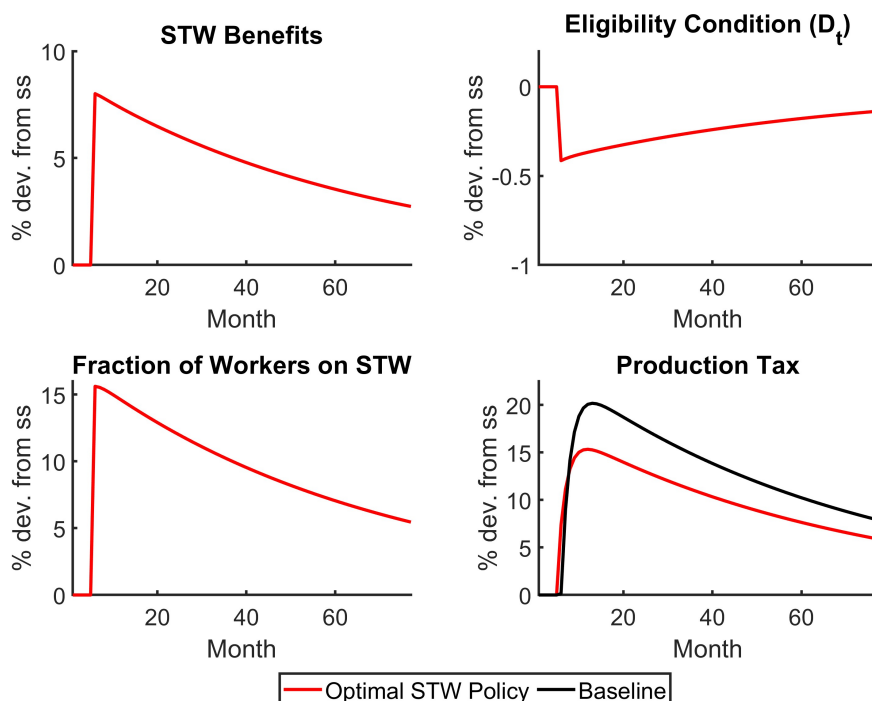 STW Benefits
10
5
0
% dev. from ss
20 40 60
Month
Eligibility Condition (D_t)
0
-0.5
-1
% dev. from ss
20 40 60
Month
Fraction of Workers on STW
15
10
5
0
% dev. from ss
20 40 60
Month
Production Tax
20
15
10
5
0
% dev. from ss
20 40 60
Month
Optimal STW Policy Baseline